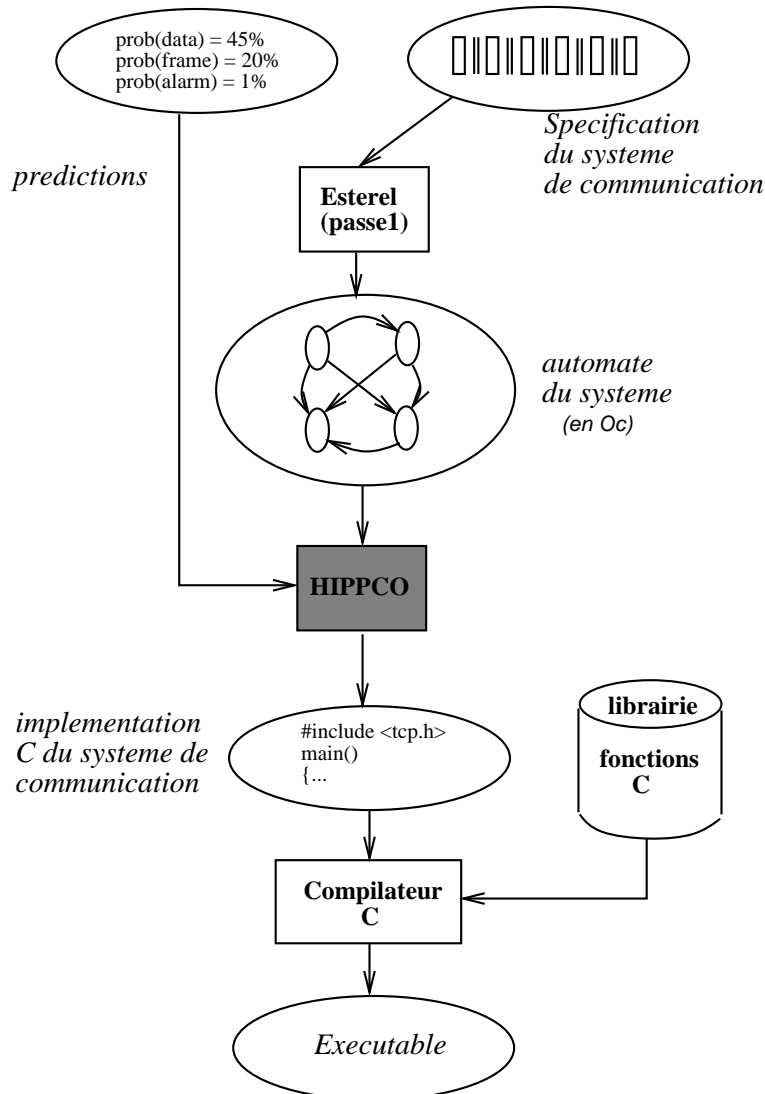 prob(data) = 45%
prob(frame) = 20%
prob(alarm) = 1%
Specification
du systeme
de communication
predictions
Esterel
(passe1)
automate
du systeme
(en Oc)
HIPPCO
implementation
C du systeme de
communication
#include <tcp.h>
main()
{...
librairie
fonctions
C
Compilateur
C
Executable